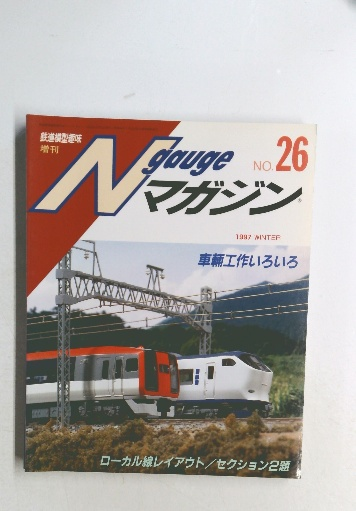 鉄道模型趣味
増刊
N gauge
マガジン
NO.26
1997 WINTER
車輛工作いろいろ
ローカル線レイアウト／セクション2題